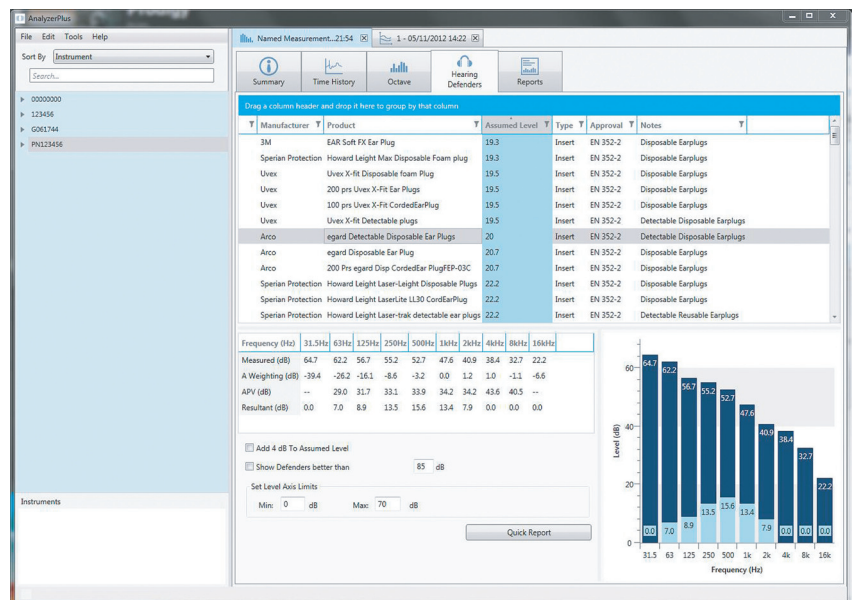 AnalyzerPlus
File Edit Tools Help
Sort By Instrument
Search...
00000000
123456
G061744
PN123456
Instruments
Named Measurement...21:54
1 - 05/11/2012 14:22
Summary
Time History
Octave
Hearing
Defenders
Reports
Drag a column header and drop it here to group by that column
Manufacturer Product Assumed Level Type Approval Notes
3M EAR Soft FX Ear Plug 19.3 Insert EN 352-2 Disposable Earplugs
Sperian Protection Howard Leight Max Disposable Foam plug 19.3 Insert EN 352-2 Disposable Earplugs
Uvex Uvex X-fit Disposable foam Plug 19.5 Insert EN 352-2 Disposable Earplugs
Uvex 200 prs Uvex X-Fit Ear Plugs 19.5 Insert EN 352-2 Disposable Earplugs
Uvex 100 prs Uvex X-Fit CordedEarPlug 19.5 Insert EN 352-2 Disposable Earplugs
Uvex Uvex X-fit Detectable plugs 19.5 Insert EN 352-2 Detectable Disposable Earplugs
Arco egard Detectable Disposable Ear Plugs 20 Insert EN 352-2 Detectable Disposable Earplugs
Arco egard Disposable Ear Plug 20.7 Insert EN 352-2 Disposable Earplugs
Arco 200 Prs egard Disp CordedEar PlugFEP-03C 20.7 Insert EN 352-2 Disposable Earplugs
Sperian Protection Howard Leight Laser-Leight Disposable Plugs 22.2 Insert EN 352-2 Disposable Earplugs
Sperian Protection Howard Leight LaserLite LL30 CordEarPlug 22.2 Insert EN 352-2 Disposable Earplugs
Sperian Protection Howard Leight Laser-trak detectable ear plugs 22.2 Insert EN 352-2 Detectable Reusable Earplugs
Frequency (Hz) 31.5Hz 63Hz 125Hz 250Hz 500Hz 1kHz 2kHz 4kHz 8kHz 16kHz
Measured (dB) 64.7 62.2 56.7 55.2 52.7 47.6 40.9 38.4 32.7 22.2
A Weighting (dB) -39.4 -26.2 -16.1 -8.6 -3.2 0.0 1.2 1.0 -1.1 -6.6
APV (dB) -- 29.0 31.7 33.1 33.9 34.2 34.2 43.6 40.5 --
Resultant (dB) 0.0 7.0 8.9 13.5 15.6 13.4 7.9 0.0 0.0 0.0
Add 4 dB To Assumed Level
Show Defenders better than 85 dB
Set Level Axis Limits
Min: 0 dB Max: 70 dB
Quick Report
Level (dB)
60
40
20
0
64.7 62.2 56.7 55.2 52.7 47.6 40.9 38.4 32.7 22.2
0.0 7.0 8.9 13.5 15.6 13.4 7.9 0.0 0.0 0.0
31.5 63 125 250 500 1k 2k 4k 8k 16k
Frequency (Hz)